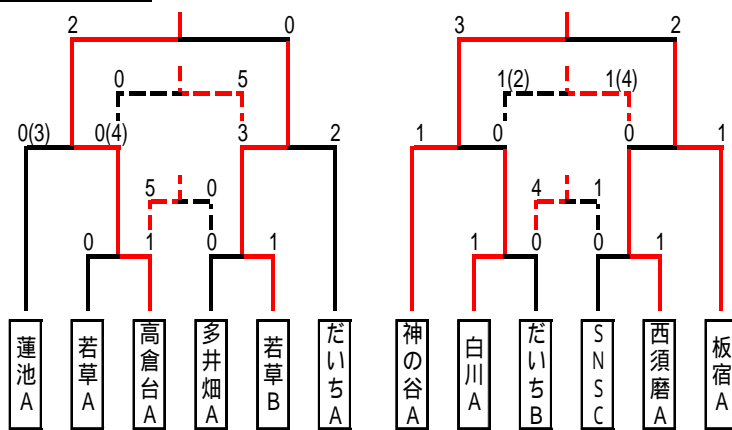 2 0 3 2
0 5 1(2) 1(4)
0(3) 0(4) 3 2 1 0 0 1
5 0 4 1
0 1 0 1 1 0 0 1
蓮池A
若草A
高倉台A
多井畑A
若草B
だいちA
神の谷A
白川A
だいちB
SNSC
西須磨A
板宿A